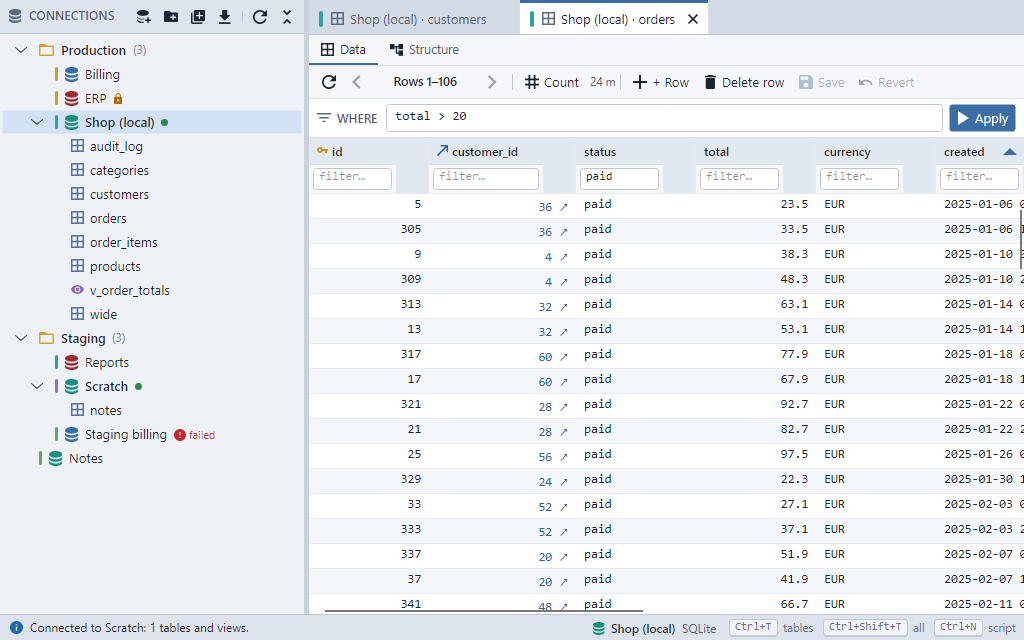 CONNECTIONS
Production (3)
Billing
ERP
Shop (local)
audit_log
categories
customers
orders
order_items
products
v_order_totals
wide
Staging (3)
Reports
Scratch
notes
Staging billing failed
Notes
Shop (local) · customers
Shop (local) · orders
Data Structure
Rows 1–106 Count 24 m + Row Delete row Save Revert
WHERE total > 20 Apply
id customer_id status total currency created
filter… filter… paid filter… filter… filter…
5 36 ↗ paid 23.5 EUR 2025-01-06
305 36 ↗ paid 33.5 EUR 2025-01-06
9 4 ↗ paid 38.3 EUR 2025-01-10
309 4 ↗ paid 48.3 EUR 2025-01-10
313 32 ↗ paid 63.1 EUR 2025-01-14
13 32 ↗ paid 53.1 EUR 2025-01-14
317 60 ↗ paid 77.9 EUR 2025-01-18
17 60 ↗ paid 67.9 EUR 2025-01-18
321 28 ↗ paid 92.7 EUR 2025-01-22
21 28 ↗ paid 82.7 EUR 2025-01-22
25 56 ↗ paid 97.5 EUR 2025-01-26
329 24 ↗ paid 22.3 EUR 2025-01-30
33 52 ↗ paid 27.1 EUR 2025-02-03
333 52 ↗ paid 37.1 EUR 2025-02-03
337 20 ↗ paid 51.9 EUR 2025-02-07
37 20 ↗ paid 41.9 EUR 2025-02-07
341 48 ↗ paid 66.7 EUR 2025-02-11
Connected to Scratch: 1 tables and views.
Shop (local) SQLite Ctrl+T tables Ctrl+Shift+T all Ctrl+N script